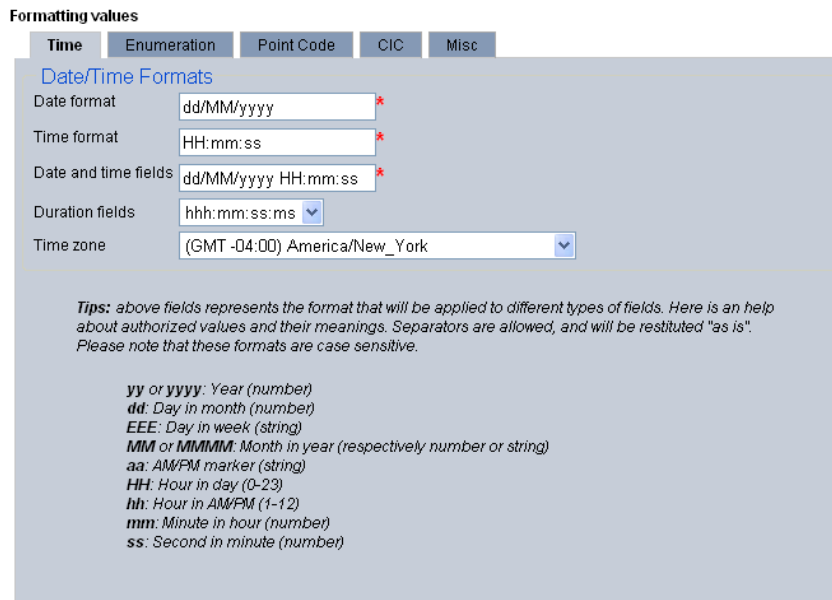 Formatting values
Time Enumeration Point Code CIC Misc
Date/Time Formats
Date format dd/MM/yyyy *
Time format HH:mm:ss *
Date and time fields dd/MM/yyyy HH:mm:ss *
Duration fields hhh:mm:ss:ms
Time zone (GMT -04:00) America/New_York
Tips: above fields represents the format that will be applied to different types of fields. Here is an help
about authorized values and their meanings. Separators are allowed, and will be restituted "as is".
Please note that these formats are case sensitive.
yy or yyyy: Year (number)
dd: Day in month (number)
EEE: Day in week (string)
MM or MMMM: Month in year (respectively number or string)
aa: AM/PM marker (string)
HH: Hour in day (0-23)
hh: Hour in AM/PM (1-12)
mm: Minute in hour (number)
ss: Second in minute (number)